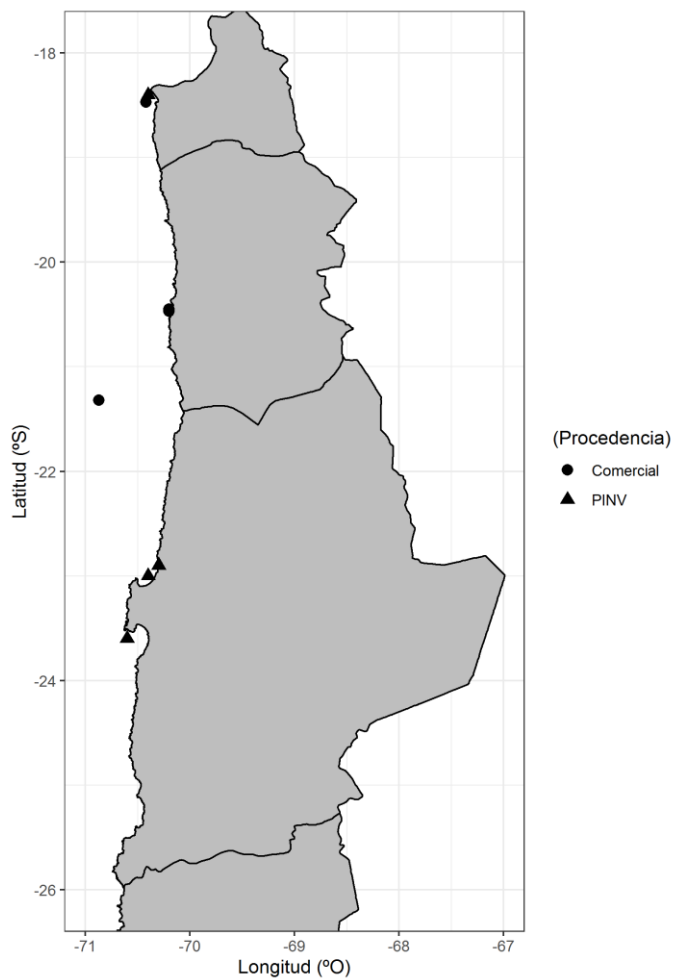 -18
-20
-22
-24
-26
Latitud (ºS)
-71
-70
-69
-68
-67
Longitud (ºO)
(Procedencia)
Comercial
PINV